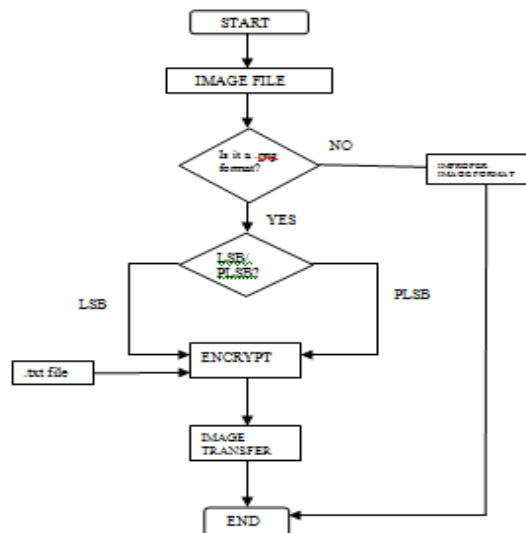 START
IMAGE FILE
Is it a .png
format?
NO
IMPROPER
IMAGE FORMAT
YES
LSB/
PLSB?
LSB
PLSB
ENCRYPT
.txt file
IMAGE
TRANSFER
END